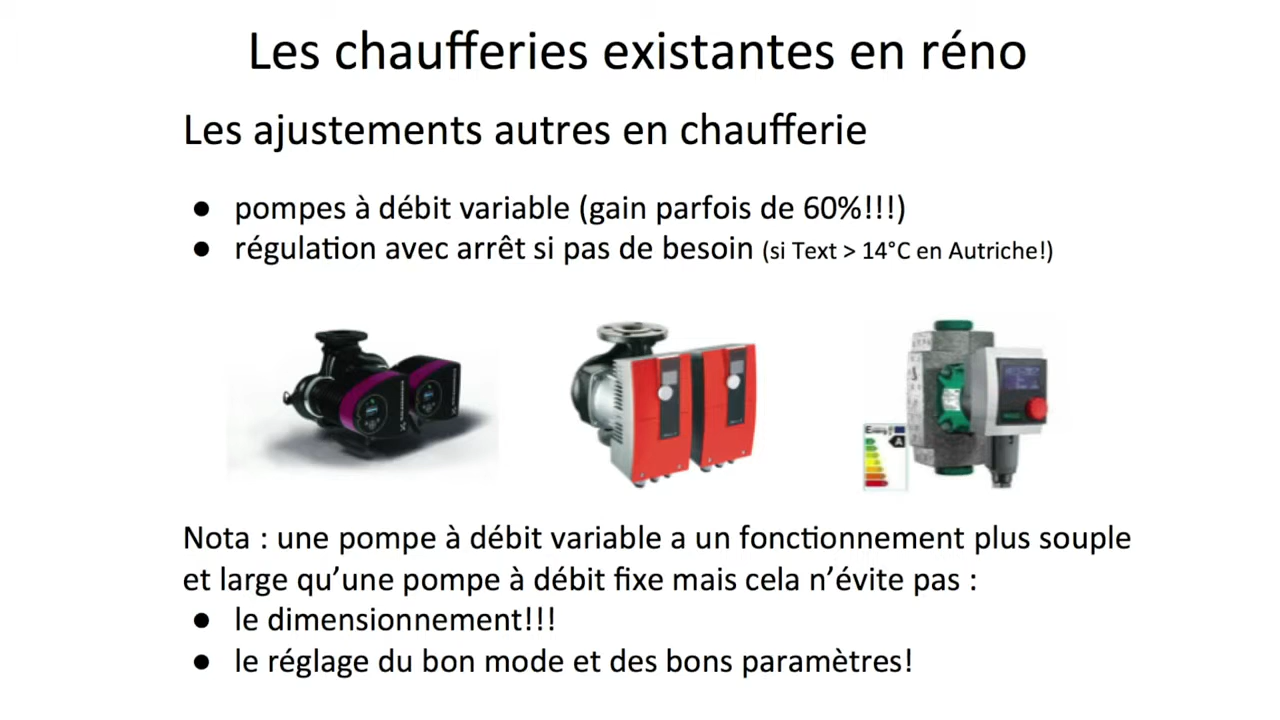 Les chaufferies existantes en réno
Les ajustements autres en chaufferie
● pompes à débit variable (gain parfois de 60%!!!)
● régulation avec arrêt si pas de besoin (si Text > 14°C en Autriche!)
Energ
A
Nota : une pompe à débit variable a un fonctionnement plus souple
et large qu’une pompe à débit fixe mais cela n’évite pas :
● le dimensionnement!!!
● le réglage du bon mode et des bons paramètres!